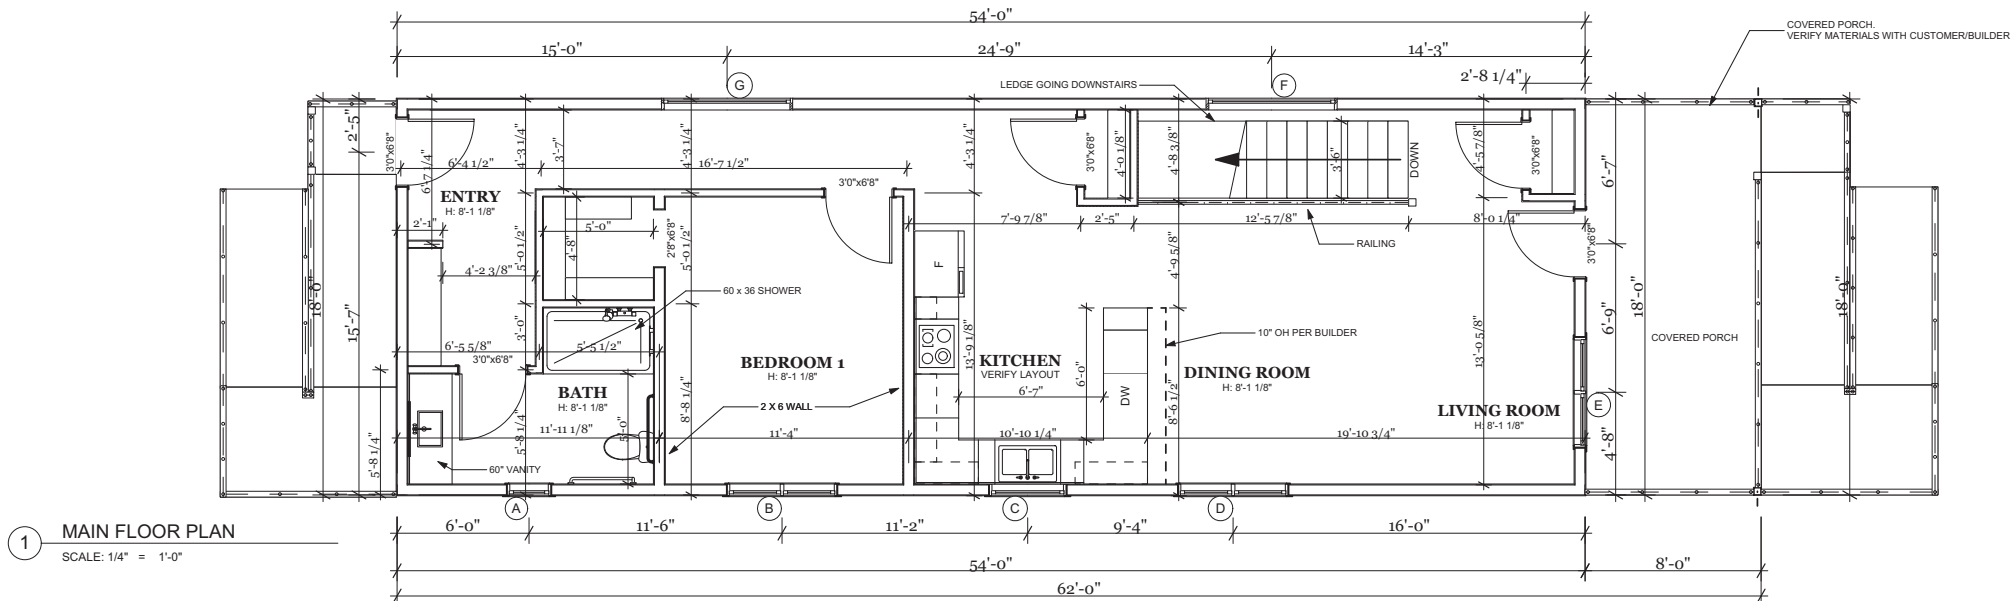 54'-0"
15'-0"
24'-9"
14'-3"
2'-8 1/4"
COVERED PORCH.
VERIFY MATERIALS WITH CUSTOMER/BUILDER
G
F
LEDGE GOING DOWNSTAIRS
2'-5"
3'0"x6'8"
6'-7 1/4"
6'-4 1/2"
4'-3 1/4"
3'-7"
16'-7 1/2"
4'-3 1/4"
4'-3 1/4"
3'0"x6'8"
3'0"x6'8"
4'-0 1/8"
4'-8 3/8"
3'-6"
DOWN
4'-5 7/8"
3'0"x6'8"
6'-7"
ENTRY
H: 8'-1 1/8"
2'-1"
5'-0"
4'-8"
2'8"x6'8"
5'-0 1/2"
5'-0 1/2"
4'-2 3/8"
7'-9 7/8"
2'-5"
12'-5 7/8"
8'-0 1/4"
RAILING
3'0"x6'8"
F
4'-9 5/8"
60 x 36 SHOWER
18'-0"
15'-7"
3'-0"
6'-5 5/8"
3'0"x6'8"
5'-5 1/2"
10" OH PER BUILDER
13'-9 1/8"
13'-0 5/8"
6'-9"
18'-0"
18'-0"
COVERED PORCH
BEDROOM 1
H: 8'-1 1/8"
KITCHEN
VERIFY LAYOUT
6'-7"
6'-0"
DW
DINING ROOM
H: 8'-1 1/8"
BATH
H: 8'-1 1/8"
8'-8 1/4"
2 X 6 WALL
8'-6 1/2"
LIVING ROOM
H: 8'-1 1/8"
E
5'-8 1/4"
5'-8 1/4"
11'-11 1/8"
5'-0"
11'-4"
10'-10 1/4"
19'-10 3/4"
4'-8"
60" VANITY
A
B
C
D
6'-0"
11'-6"
11'-2"
9'-4"
16'-0"
1
MAIN FLOOR PLAN
SCALE: 1/4" = 1'-0"
54'-0"
8'-0"
62'-0"